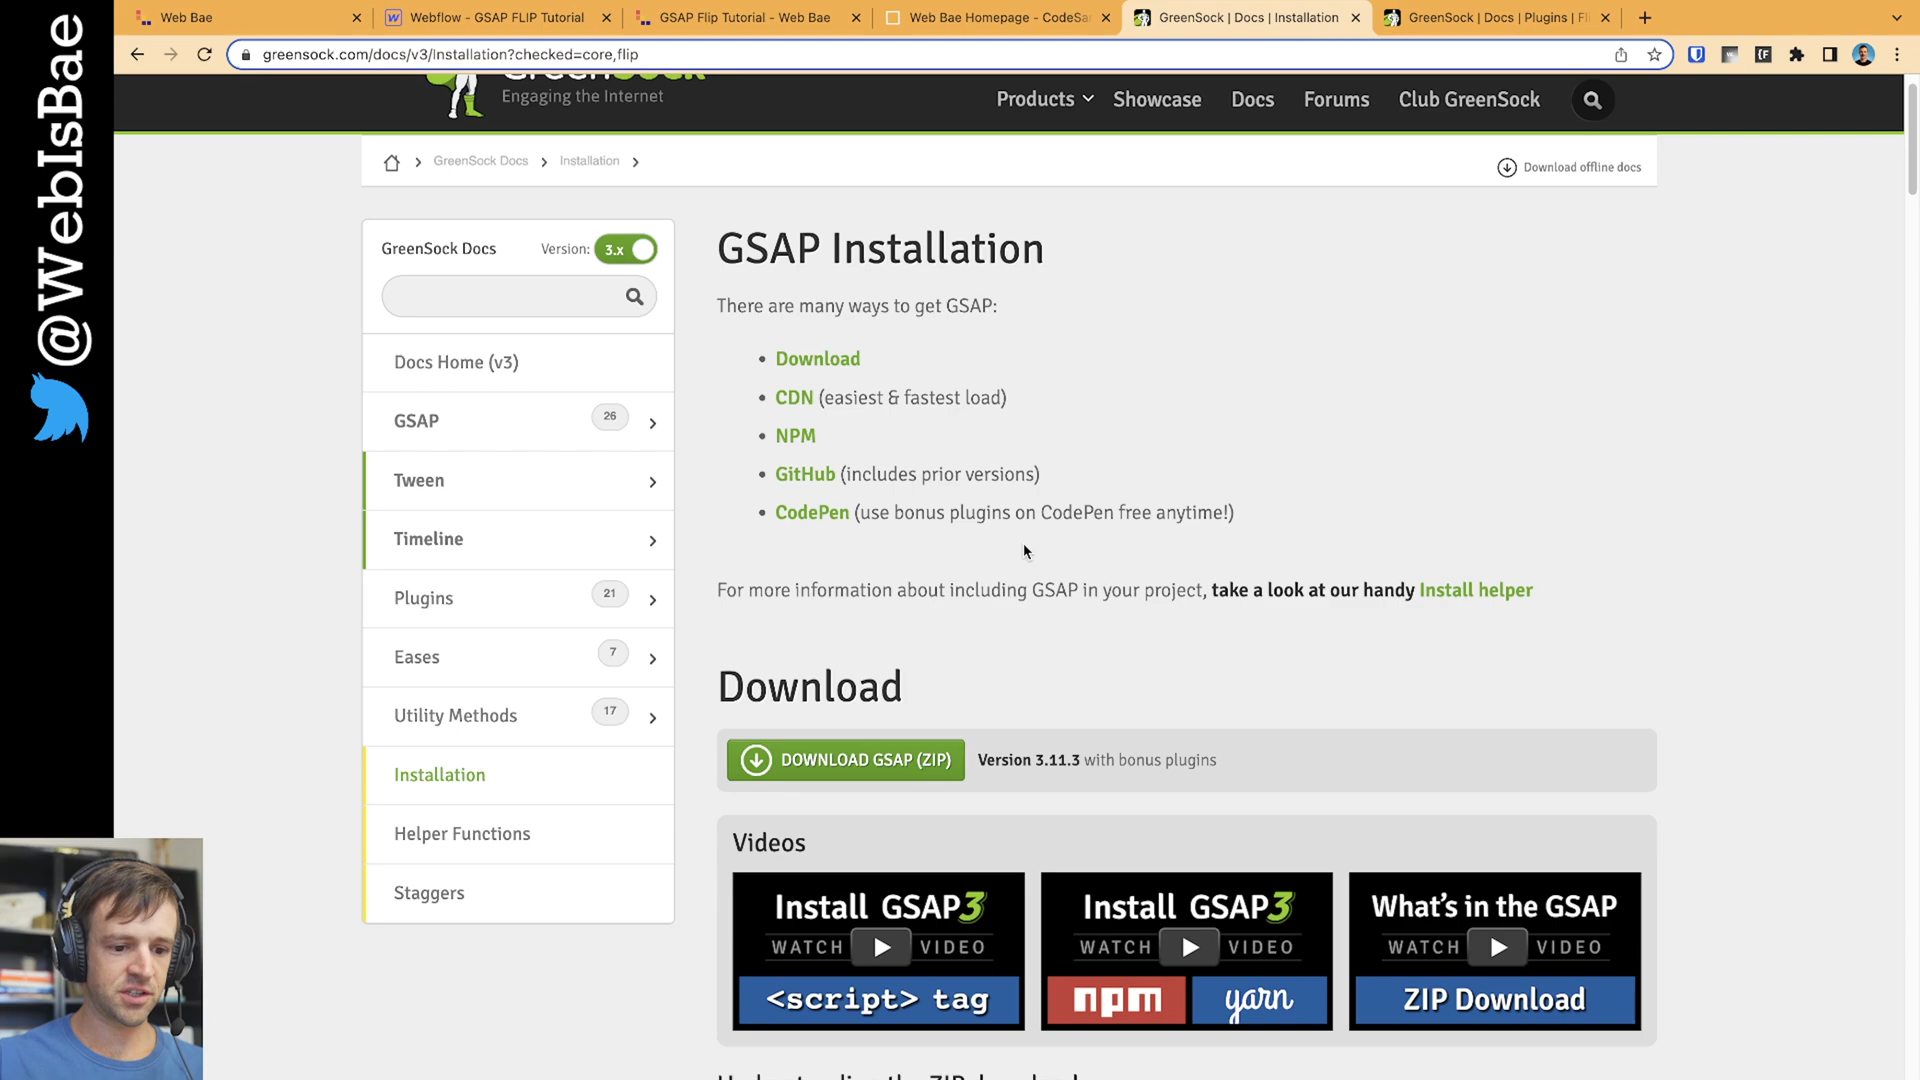 Web Bae
Webflow - GSAP FLIP Tutorial
GSAP Flip Tutorial - Web Bae
Web Bae Homepage - CodeSa
GreenSock | Docs | Installation
GreenSock | Docs | Plugins | Fl
greensock.com/docs/v3/Installation?checked=core,flip
@WebIsBae
GreenSock
Engaging the Internet
Products
Showcase
Docs
Forums
Club GreenSock
GreenSock Docs
Installation
Download offline docs
GreenSock Docs
Version: 3.x
Docs Home (v3)
GSAP 26
Tween
Timeline
Plugins 21
Eases 7
Utility Methods 17
Installation
Helper Functions
Staggers
GSAP Installation
There are many ways to get GSAP:
• Download
• CDN (easiest & fastest load)
• NPM
• GitHub (includes prior versions)
• CodePen (use bonus plugins on CodePen free anytime!)
For more information about including GSAP in your project, take a look at our handy Install helper
Download
DOWNLOAD GSAP (ZIP)
Version 3.11.3 with bonus plugins
Videos
Install GSAP3
WATCH VIDEO
<script> tag
Install GSAP3
WATCH VIDEO
npm yarn
What's in the GSAP
WATCH VIDEO
ZIP Download